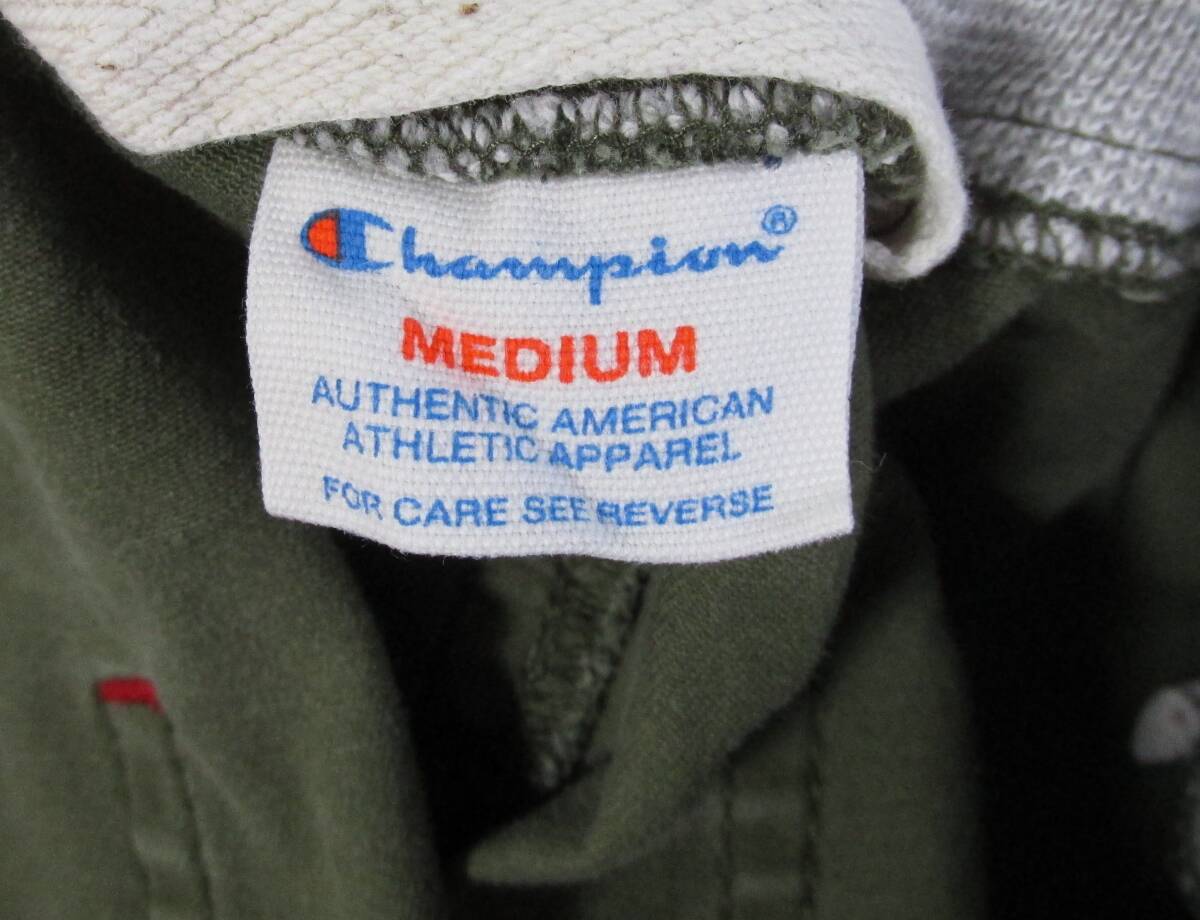 Champion®
MEDIUM
AUTHENTIC AMERICAN
ATHLETIC APPAREL
FOR CARE SEE REVERSE